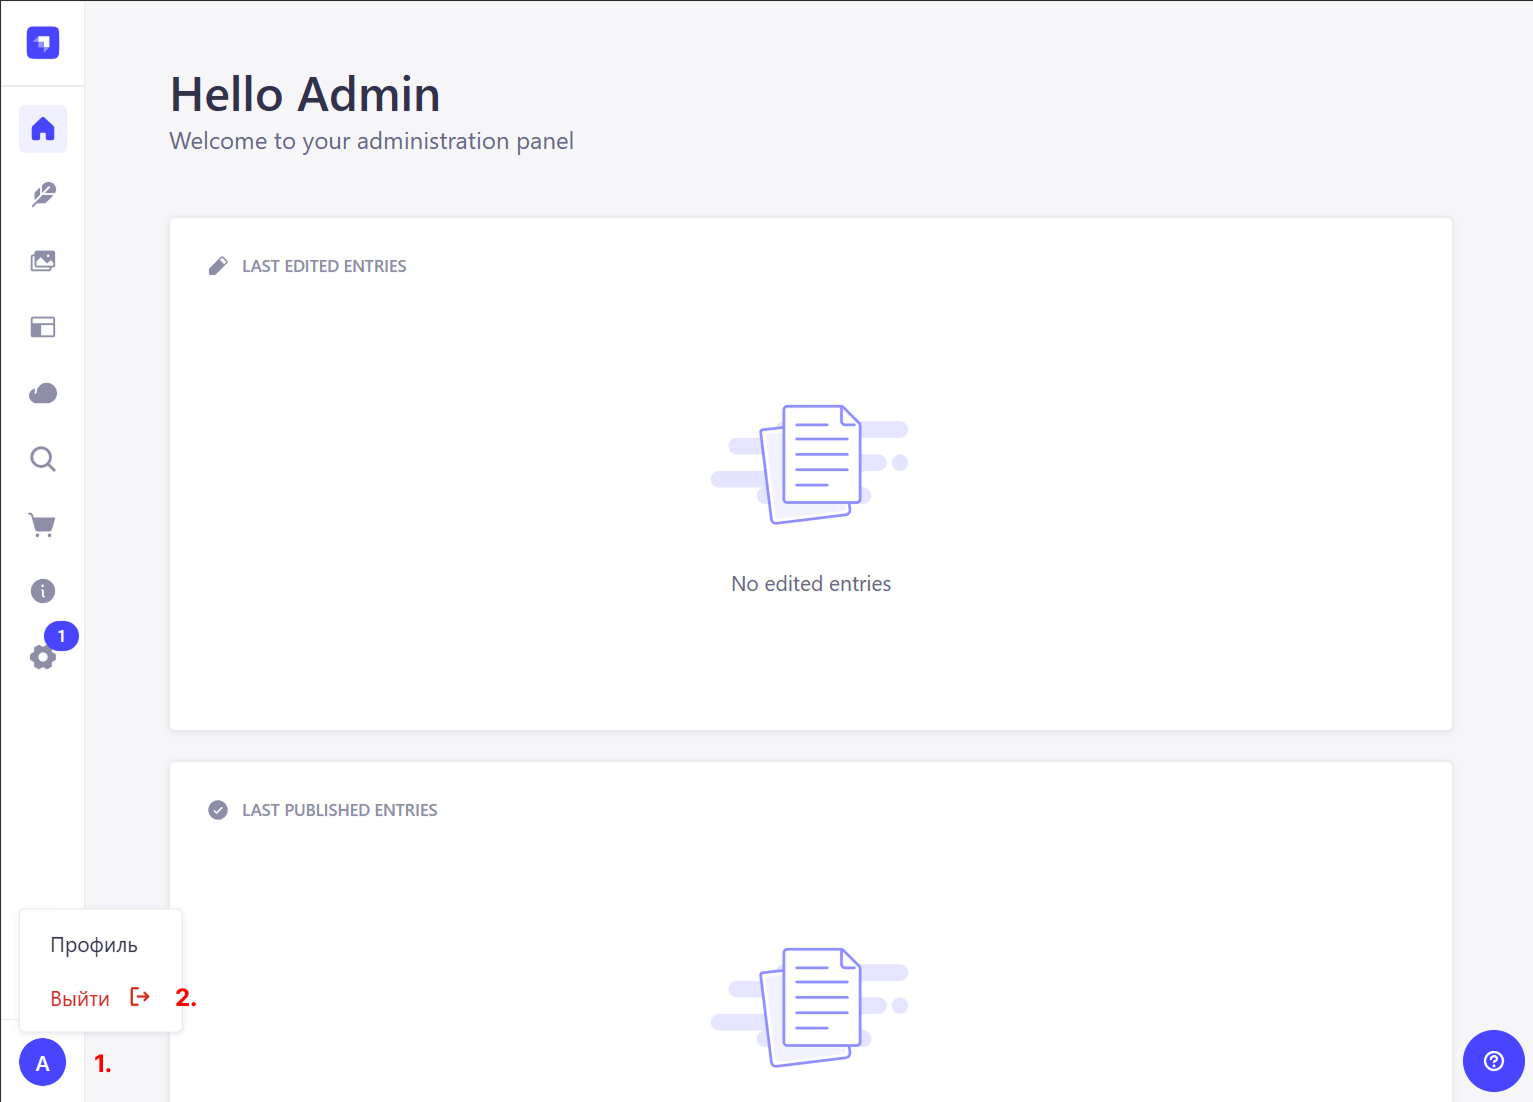 Hello Admin
Welcome to your administration panel
LAST EDITED ENTRIES
No edited entries
1
LAST PUBLISHED ENTRIES
Профиль
Выйти 2.
A 1.